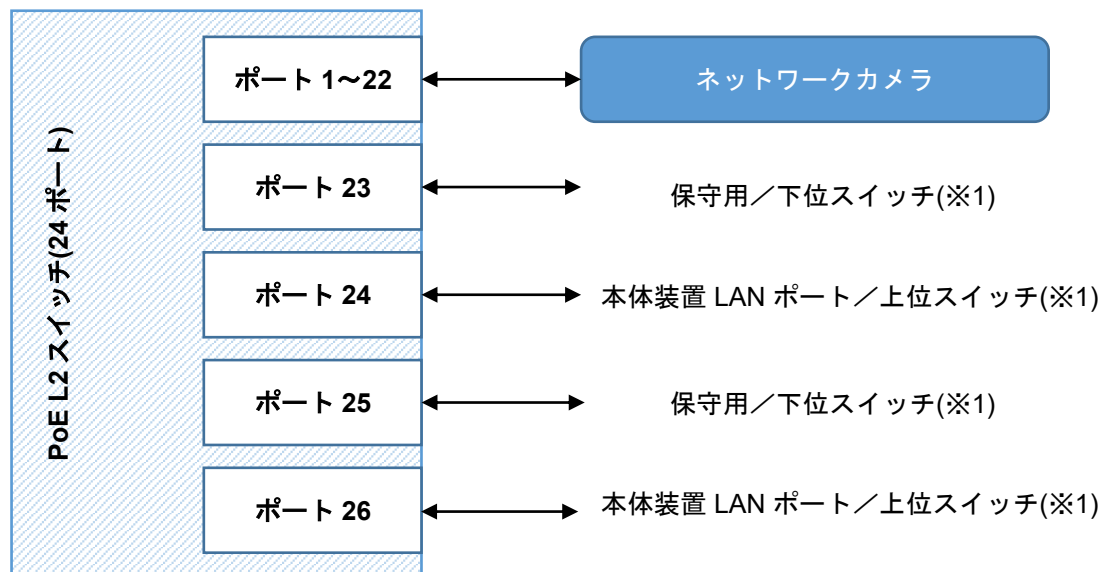 PoE L2 スイッチ(24 ポート)
ポート 1～22
ネットワークカメラ
ポート 23
保守用／下位スイッチ(※1)
ポート 24
本体装置 LAN ポート／上位スイッチ(※1)
ポート 25
保守用／下位スイッチ(※1)
ポート 26
本体装置 LAN ポート／上位スイッチ(※1)